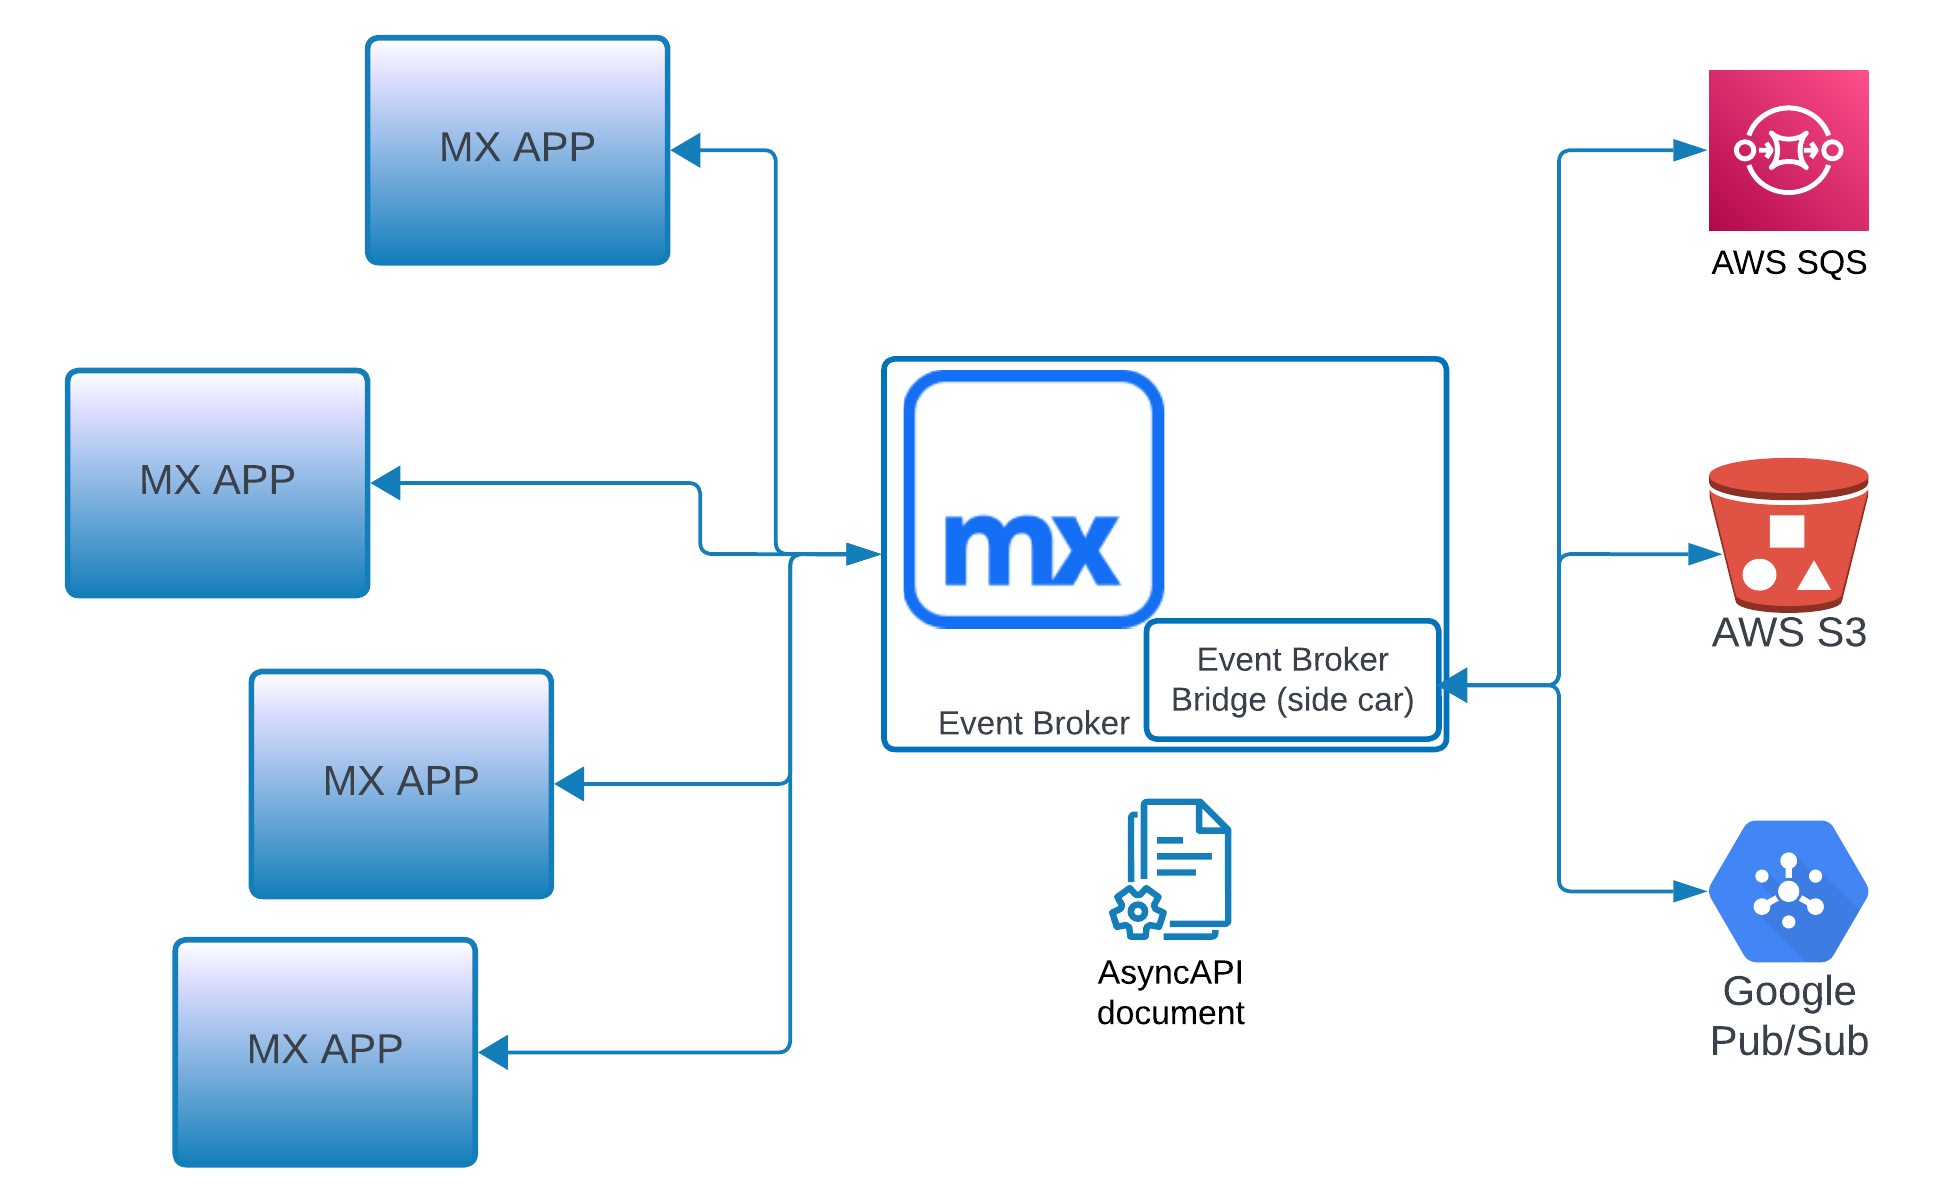 MX APP
AWS SQS
MX APP
mx
AWS S3
Event Broker
Bridge (side car)
Event Broker
MX APP
AsyncAPI
document
Google
Pub/Sub
MX APP